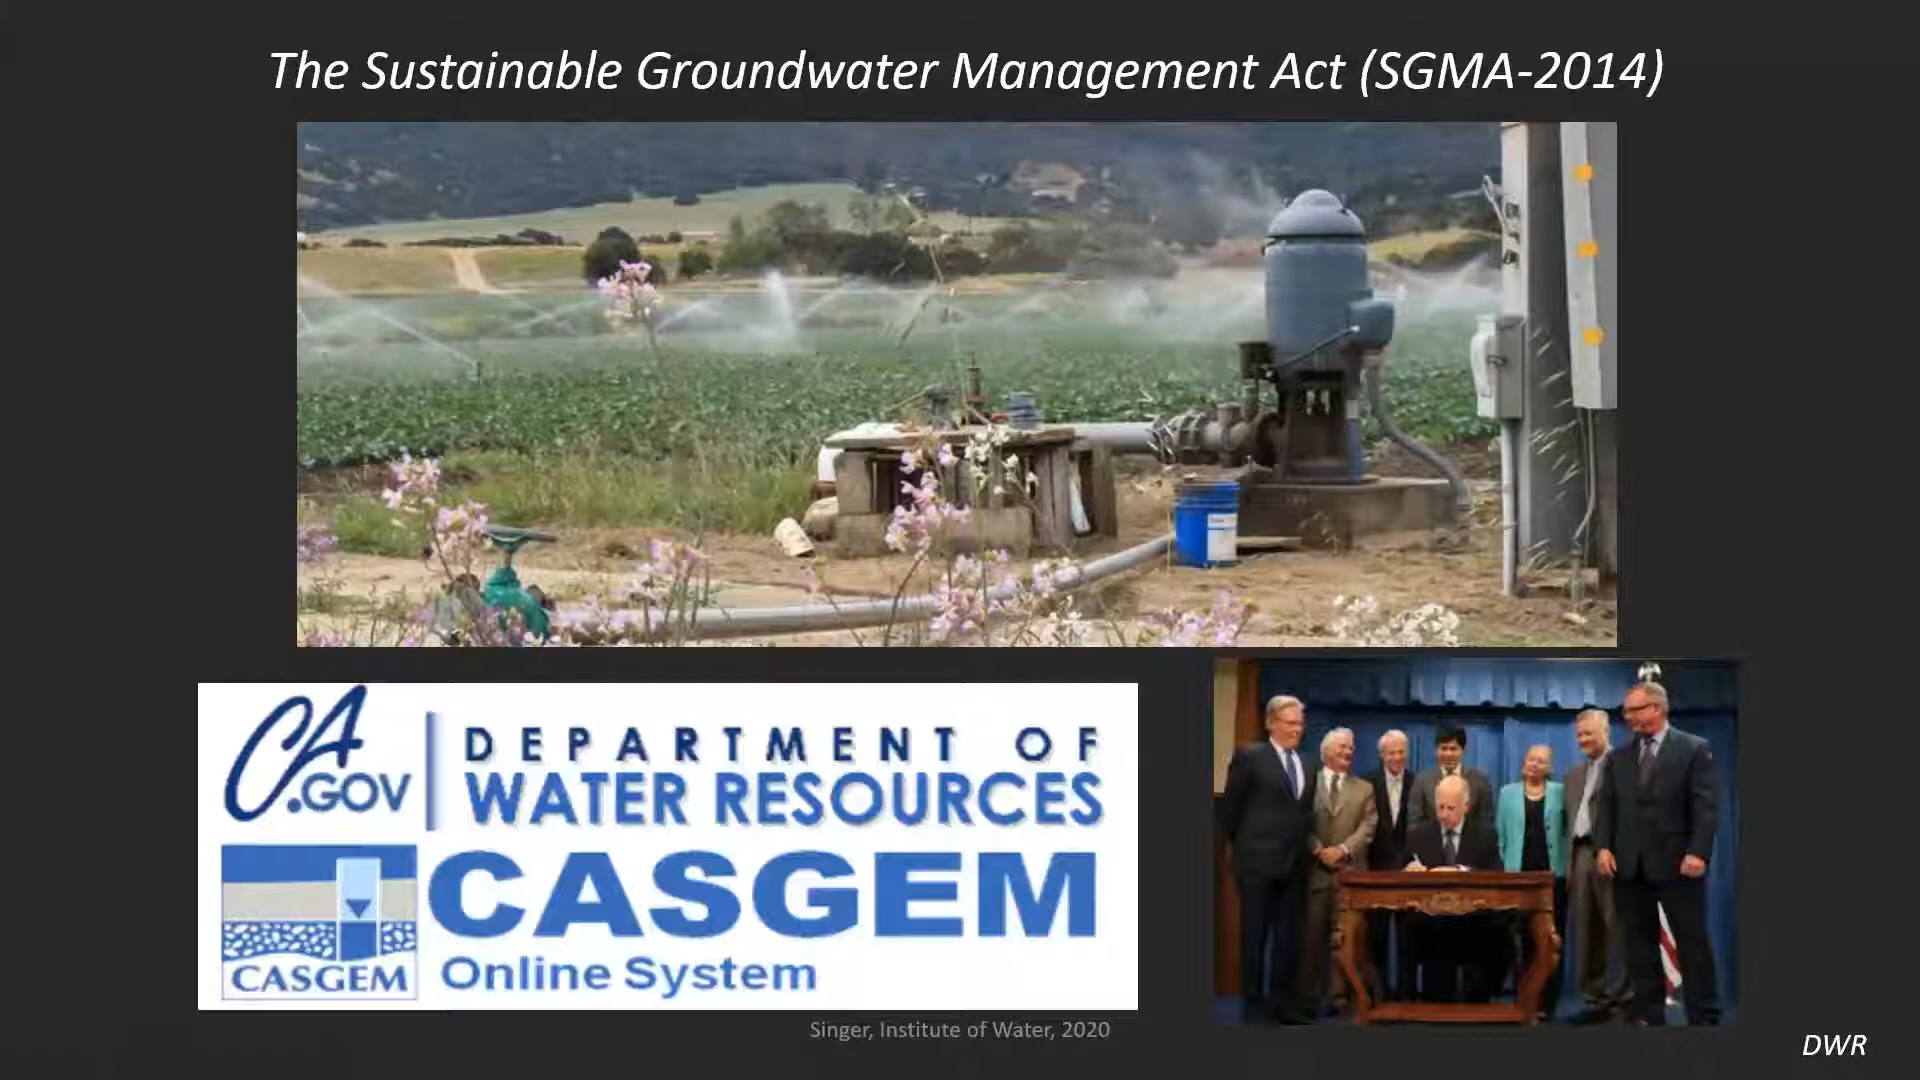 The Sustainable Groundwater Management Act (SGMA-2014)
CA.GOV
DEPARTMENT OF
WATER RESOURCES
CASGEM
CASGEM
Online System
Singer, Institute of Water, 2020
DWR